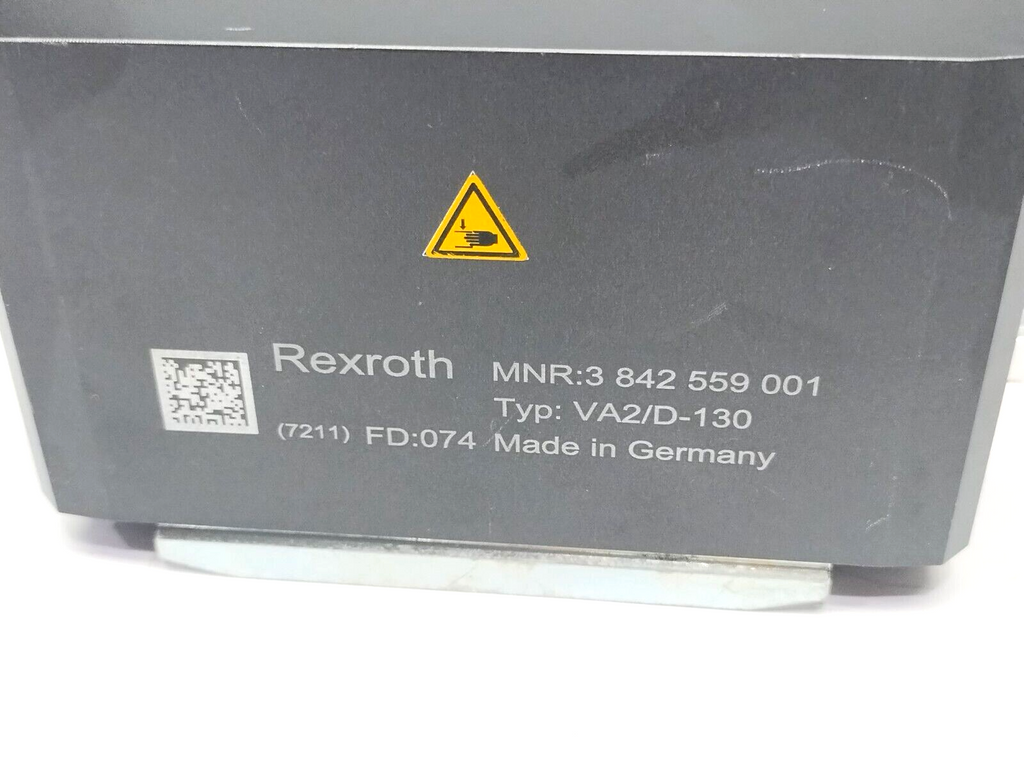 Rexroth MNR:3 842 559 001
Typ: VA2/D-130
(7211) FD:074 Made in Germany